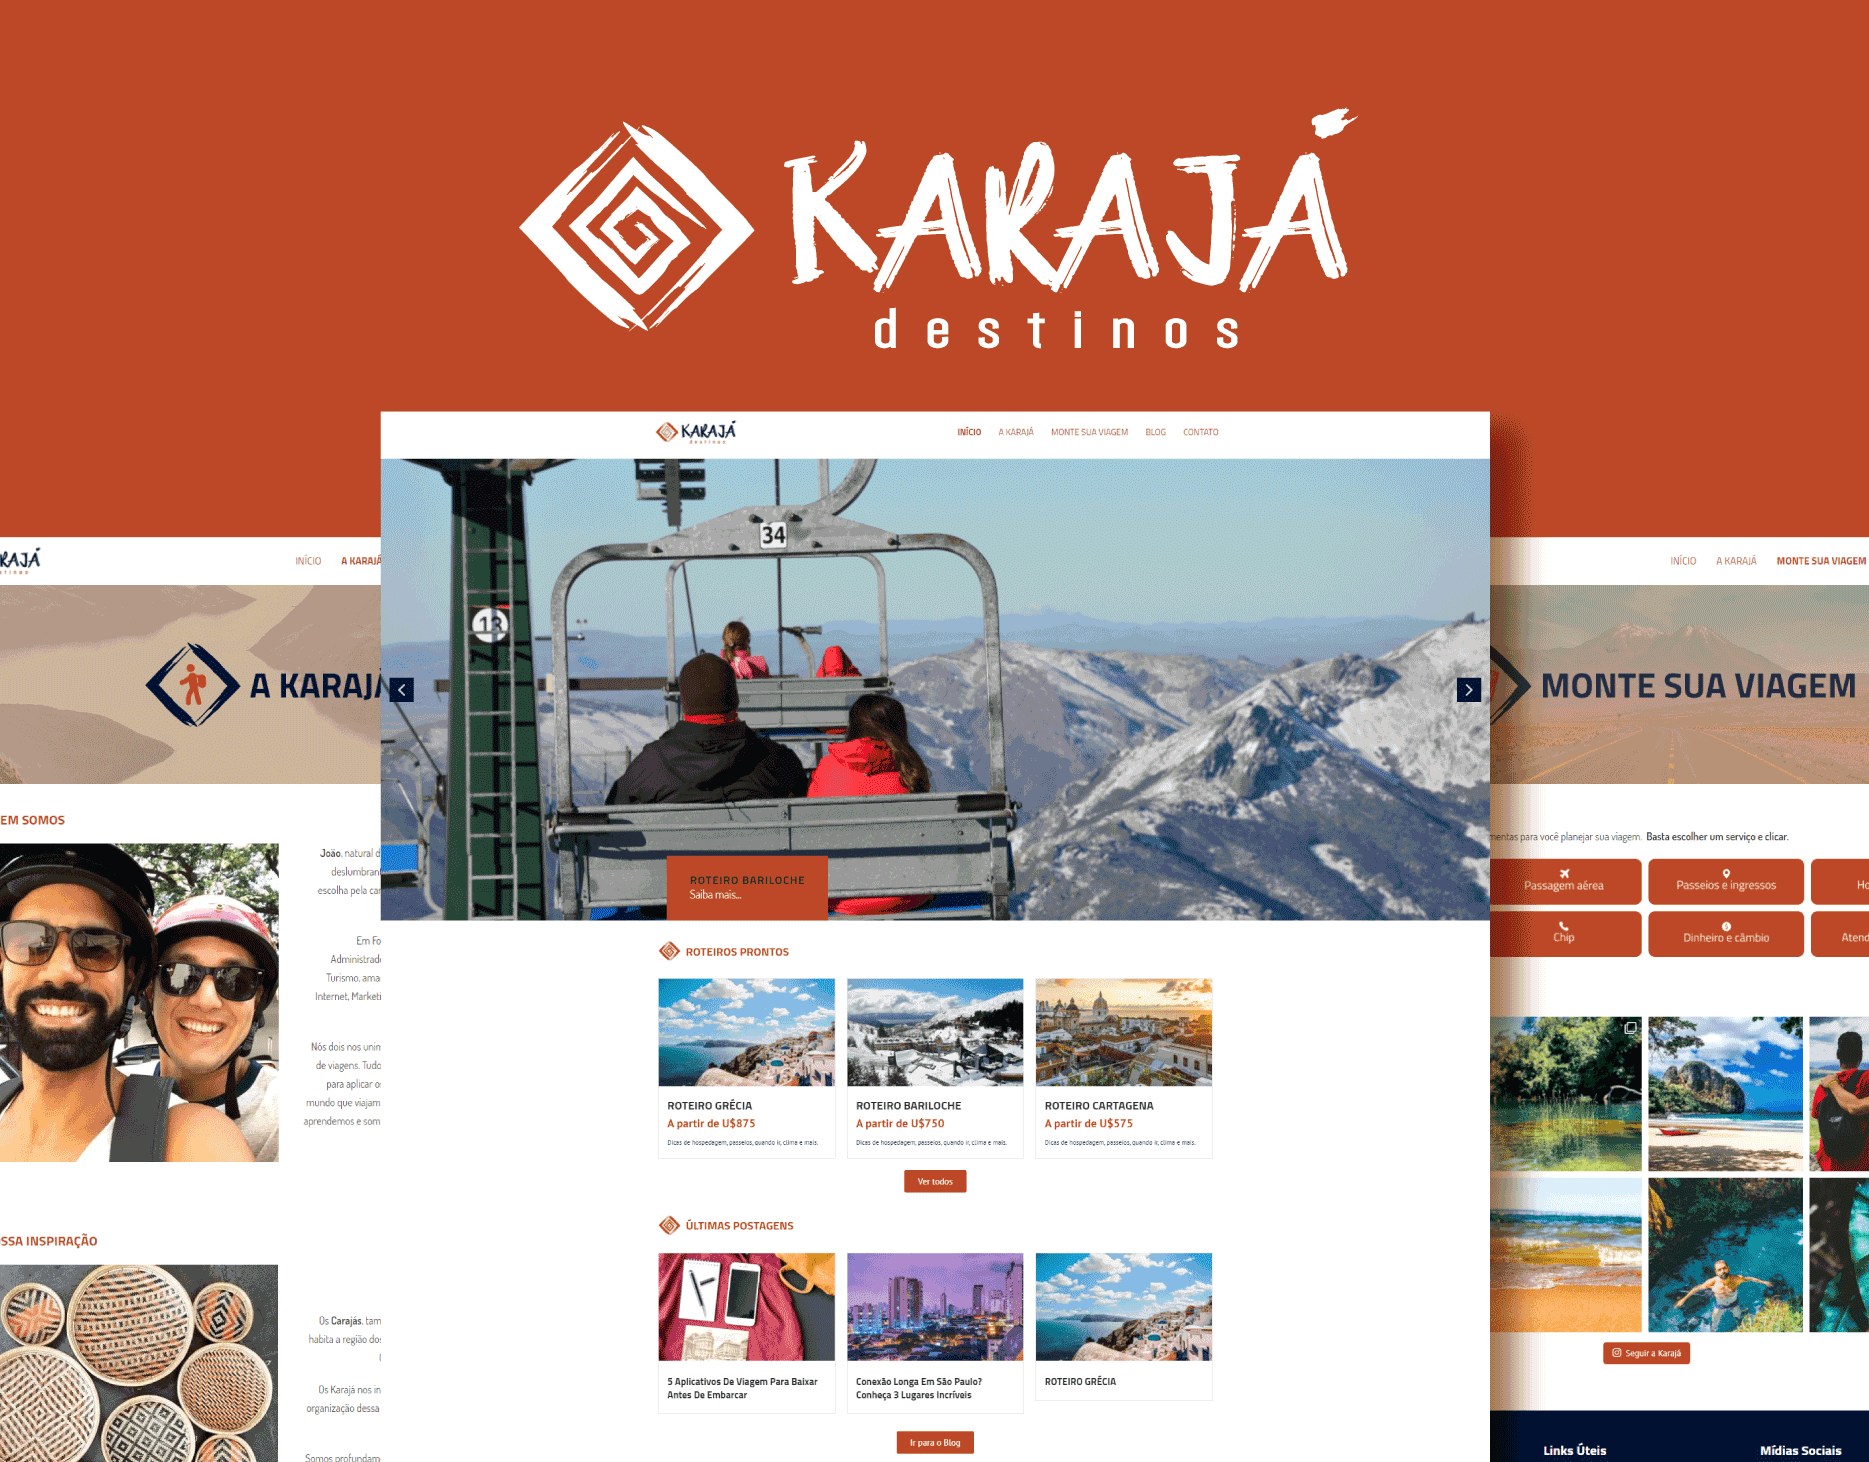 KARAJÁ
destinos
KARAJÁ
destinos
INÍCIO
A KARAJÁ
MONTE SUA VIAGEM
BLOG
CONTATO
34
13
ROTEIRO BARILOCHE
Saiba mais...
ROTEIROS PRONTOS
ROTEIRO GRÉCIA
A partir de U$875
Dicas de hospedagem, passeios, quando ir, clima e mais.
ROTEIRO BARILOCHE
A partir de U$750
Dicas de hospedagem, passeios, quando ir, clima e mais.
ROTEIRO CARTAGENA
A partir de U$575
Dicas de hospedagem, passeios, quando ir, clima e mais.
Ver todos
ÚLTIMAS POSTAGENS
5 Aplicativos De Viagem Para Baixar
Antes De Embarcar
Conexão Longa Em São Paulo?
Conheça 3 Lugares Incríveis
ROTEIRO GRÉCIA
Ir para o Blog
RAJÁ
INÍCIO
A KARAJÁ
A KARAJÁ
EM SOMOS
João, natural d
deslumbran
escolha pela ca
Em Fo
Administrad
Turismo, ama
Internet, Marketi
Nós dois nos unim
de viagens. Tudo
para aplicar o
mundo que viajam
aprendemos e som
SSA INSPIRAÇÃO
Os Carajás, tam
habita a região dos
Os Karajá nos in
organização dessa
Somos profundam
INÍCIO
A KARAJÁ
MONTE SUA VIAGEM
MONTE SUA VIAGEM
mentas para você planejar sua viagem. Basta escolher um serviço e clicar.
Passagem aérea
Passeios e ingressos
Ho
Chip
Dinheiro e câmbio
Atend
Seguir a Karajá
Links Úteis
Mídias Sociais